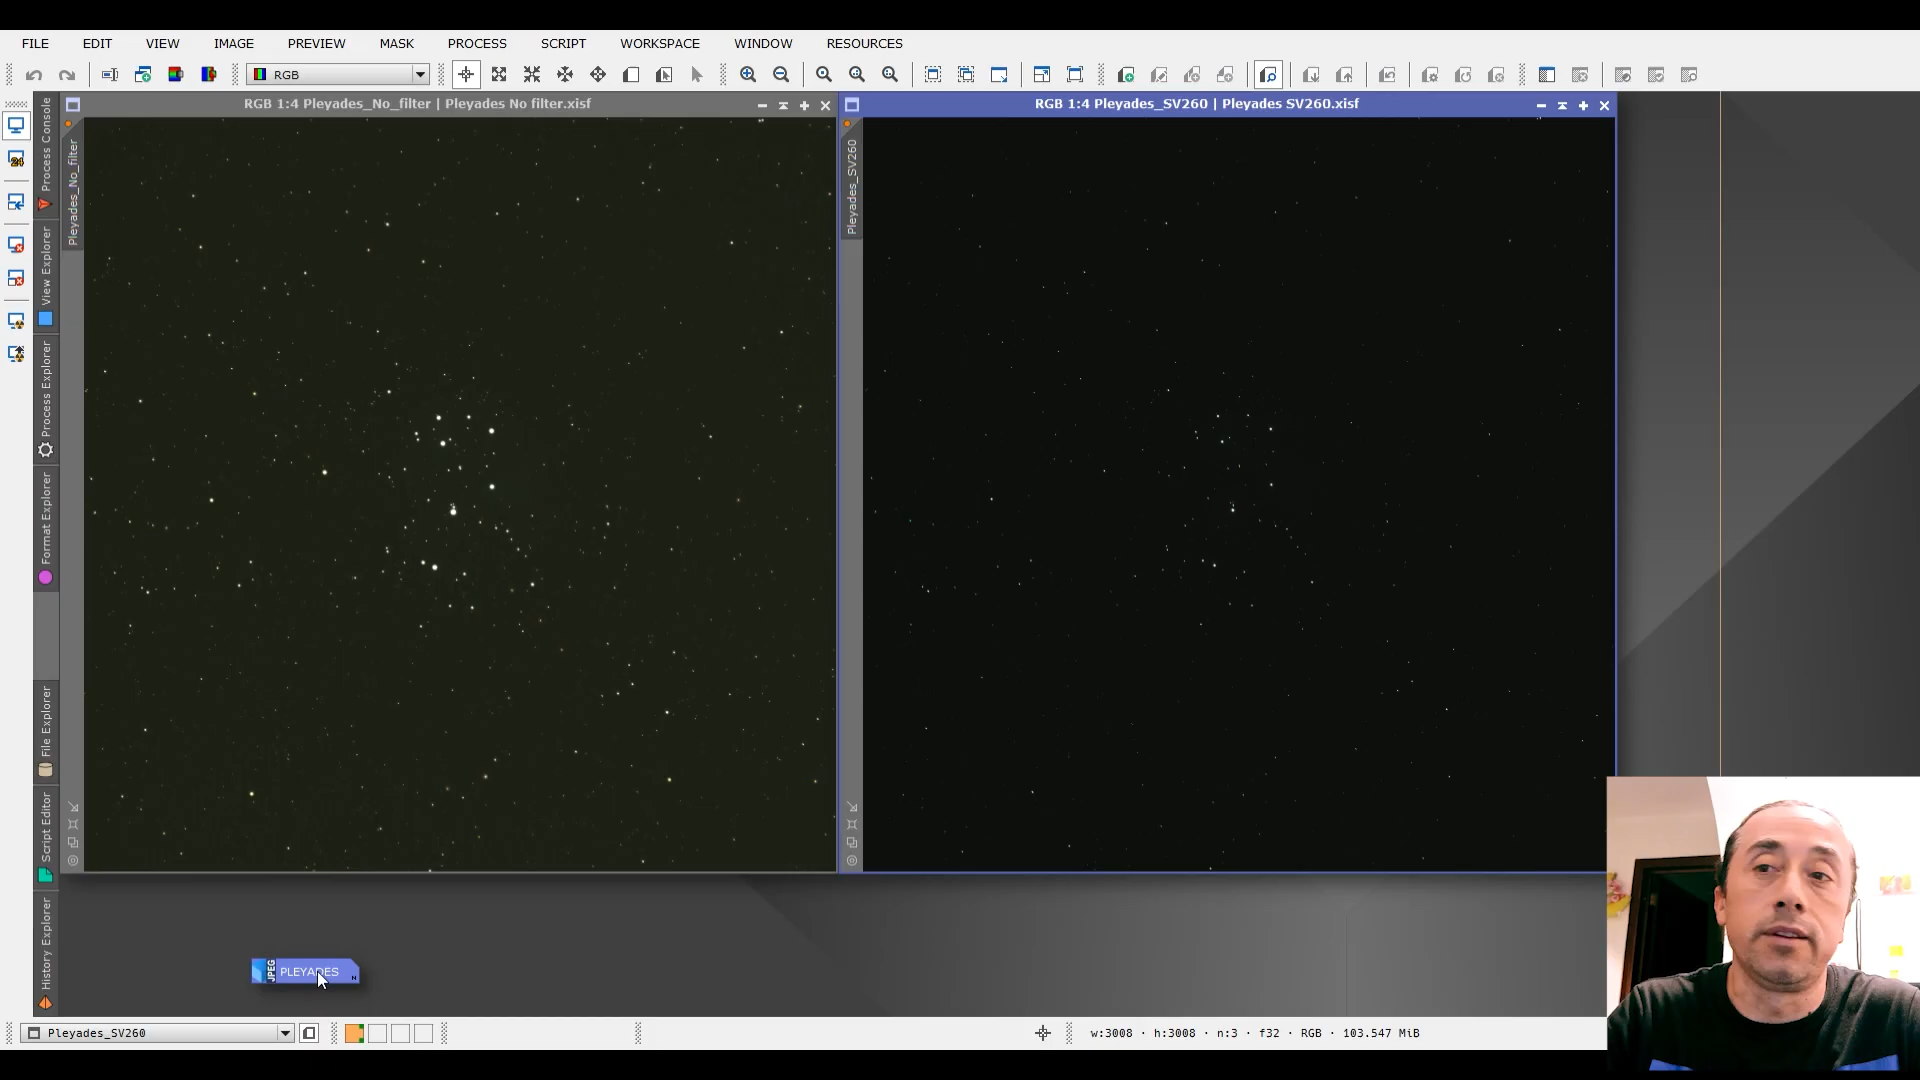 FILE EDIT VIEW IMAGE PREVIEW MASK PROCESS SCRIPT WORKSPACE WINDOW RESOURCES
RGB
RGB 1:4 Pleyades_No_filter | Pleyades No filter.xisf
RGB 1:4 Pleyades_SV260 | Pleyades SV260.xisf
Process Console
View Explorer
Process Explorer
Format Explorer
File Explorer
Script Editor
History Explorer
Pleyades_No_filter
Pleyades_SV260
24
JPEG
PLEYADES
N
Pleyades_SV260
w:3008 · h:3008 · n:3 · f32 · RGB · 103.547 MiB